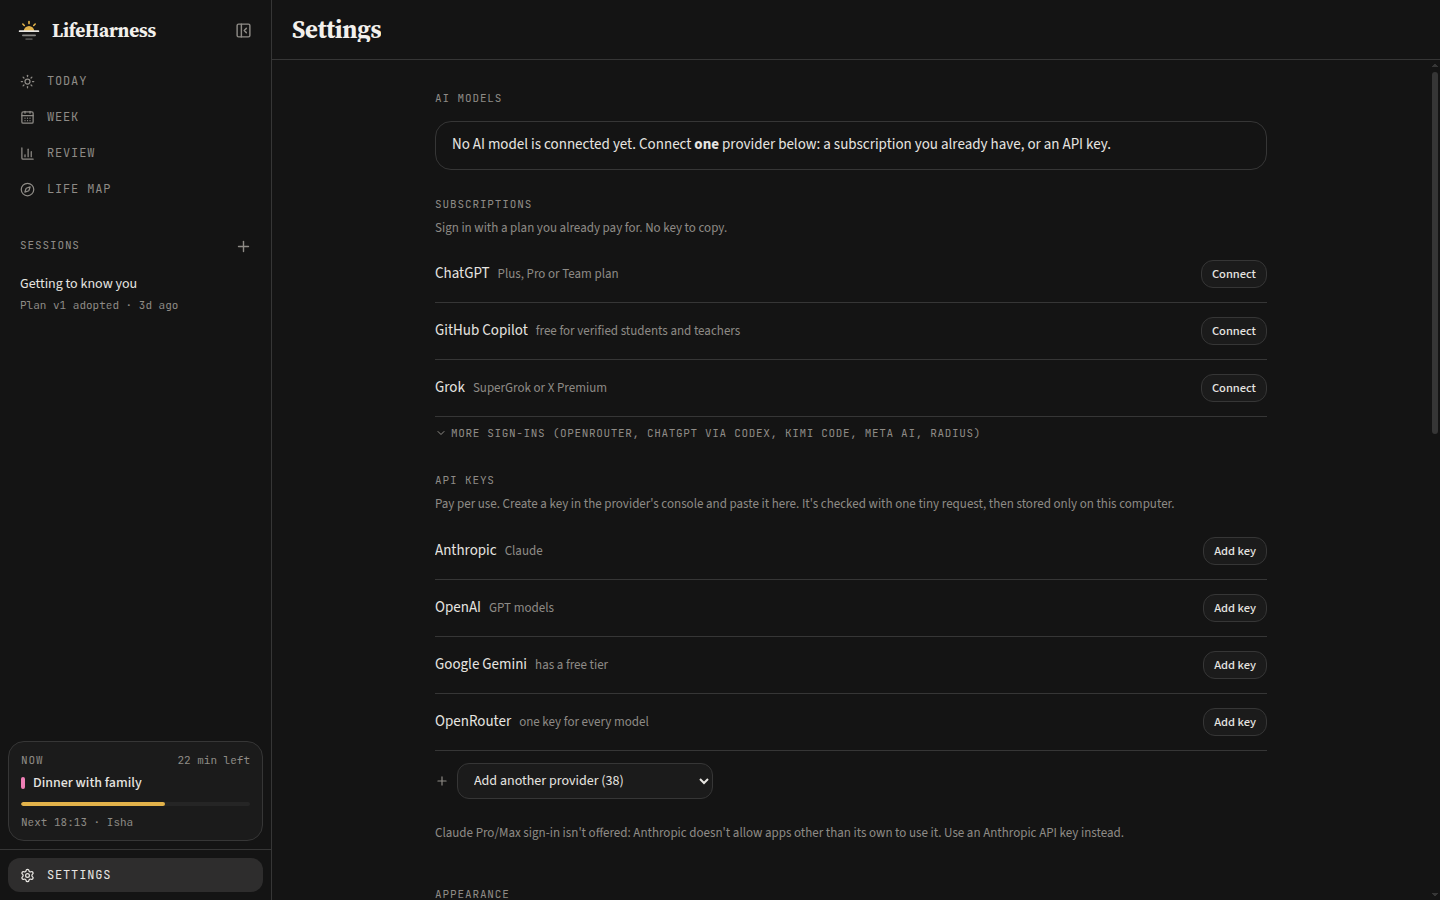 LifeHarness
TODAY
WEEK
REVIEW
LIFE MAP
SESSIONS
Getting to know you
Plan v1 adopted · 3d ago
NOW 22 min left
Dinner with family
Next 18:13 · Isha
SETTINGS
Settings
AI MODELS
No AI model is connected yet. Connect one provider below: a subscription you already have, or an API key.
SUBSCRIPTIONS
Sign in with a plan you already pay for. No key to copy.
ChatGPT Plus, Pro or Team plan Connect
GitHub Copilot free for verified students and teachers Connect
Grok SuperGrok or X Premium Connect
MORE SIGN-INS (OPENROUTER, CHATGPT VIA CODEX, KIMI CODE, META AI, RADIUS)
API KEYS
Pay per use. Create a key in the provider's console and paste it here. It's checked with one tiny request, then stored only on this computer.
Anthropic Claude Add key
OpenAI GPT models Add key
Google Gemini has a free tier Add key
OpenRouter one key for every model Add key
Add another provider (38)
Claude Pro/Max sign-in isn't offered: Anthropic doesn't allow apps other than its own to use it. Use an Anthropic API key instead.
APPEARANCE